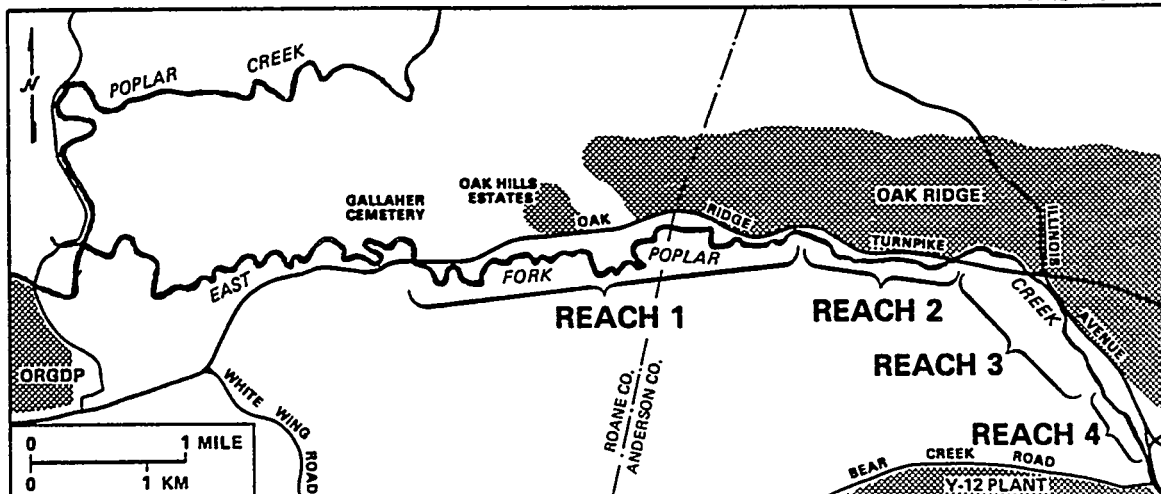 N
POPLAR CREEK
GALLAHER
CEMETERY
OAK HILLS
ESTATES
OAK RIDGE
OAK RIDGE TURNPIKE
ILLINOIS AVENUE
EAST FORK POPLAR CREEK
REACH 1
REACH 2
REACH 3
REACH 4
ORGDP
WHITE WING ROAD
ROANE CO.
ANDERSON CO.
BEAR CREEK ROAD
Y-12 PLANT
0 1 MILE
0 1 KM